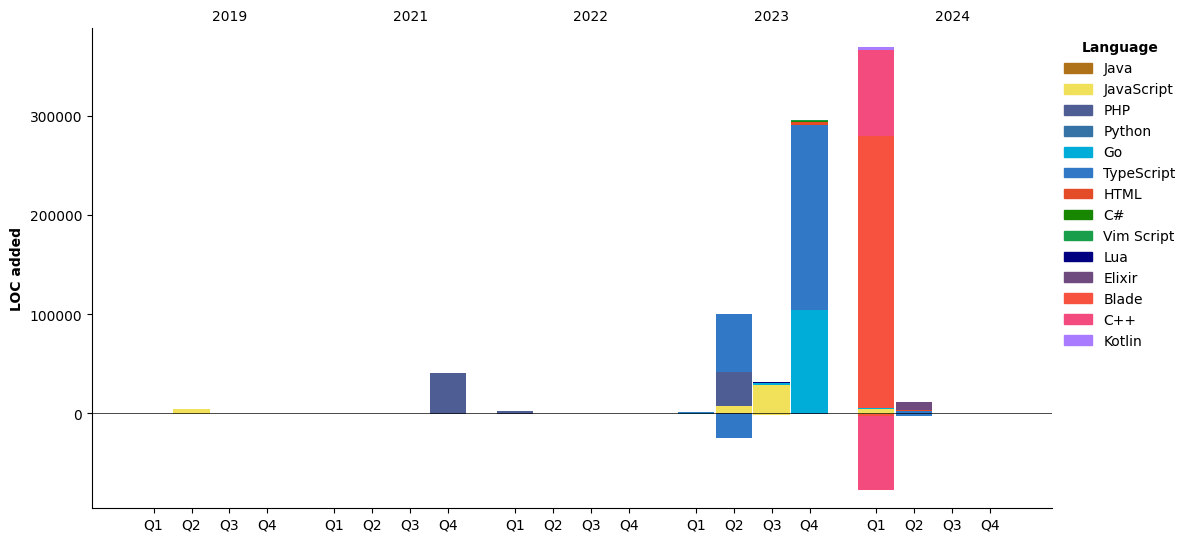 2019 2021 2022 2023 2024
LOC added
300000
200000
100000
0
Q1 Q2 Q3 Q4 Q1 Q2 Q3 Q4 Q1 Q2 Q3 Q4 Q1 Q2 Q3 Q4 Q1 Q2 Q3 Q4
Language
Java
JavaScript
PHP
Python
Go
TypeScript
HTML
C#
Vim Script
Lua
Elixir
Blade
C++
Kotlin